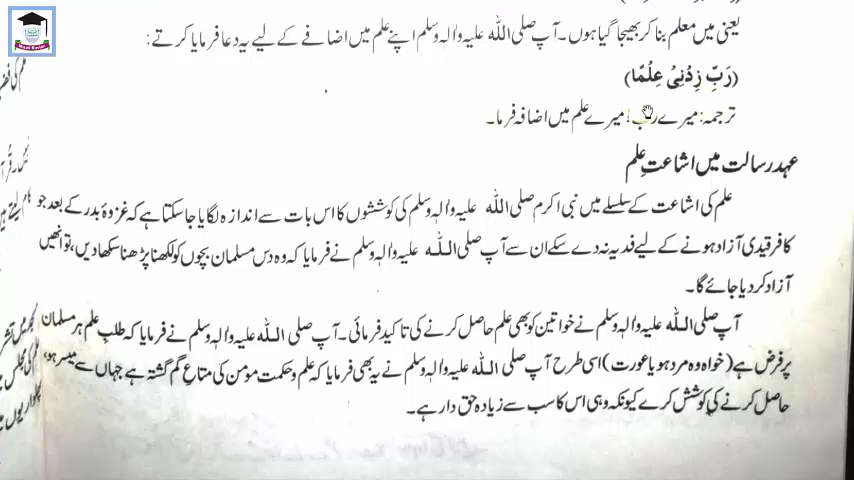 یعنی میں معلم بنا کر بھیجا گیا ہوں۔ آپ صلی اللہ علیہ والہ وسلم اپنے علم میں اضافے کے لیے یہ دعا فرمایا کرتے:
(رَبِّ زِدْنِیْ عِلْمًا)
ترجمہ: میرے رب! میرے علم میں اضافہ فرما۔
عہد رسالت میں اشاعتِ علم
علم کی اشاعت کے سلسلے میں نبی اکرم صلی اللہ علیہ والہ وسلم کی کوششوں کا اس بات سے اندازہ لگایا جا سکتا ہے کہ غزوۂ بدر کے بعد جو
کافر قیدی آزاد ہونے کے لیے فدیہ نہ دے سکے ان سے آپ صلی اللہ علیہ والہ وسلم نے فرمایا کہ وہ دس مسلمان بچوں کو لکھنا پڑھنا سکھا دیں، تو انھیں
آزاد کر دیا جائے گا۔
آپ صلی اللہ علیہ والہ وسلم نے خواتین کو بھی علم حاصل کرنے کی تاکید فرمائی۔ آپ صلی اللہ علیہ والہ وسلم نے فرمایا کہ طلبِ علم ہر مسلمان
پر فرض ہے (خواہ وہ مرد ہو یا عورت) اسی طرح آپ صلی اللہ علیہ والہ وسلم نے یہ بھی فرمایا کہ علم و حکمت مومن کی متاعِ گم گشتہ ہے جہاں سے میسر ہو،
حاصل کرنے کی کوشش کرے کیونکہ وہی اس کا سب سے زیادہ حق دار ہے۔